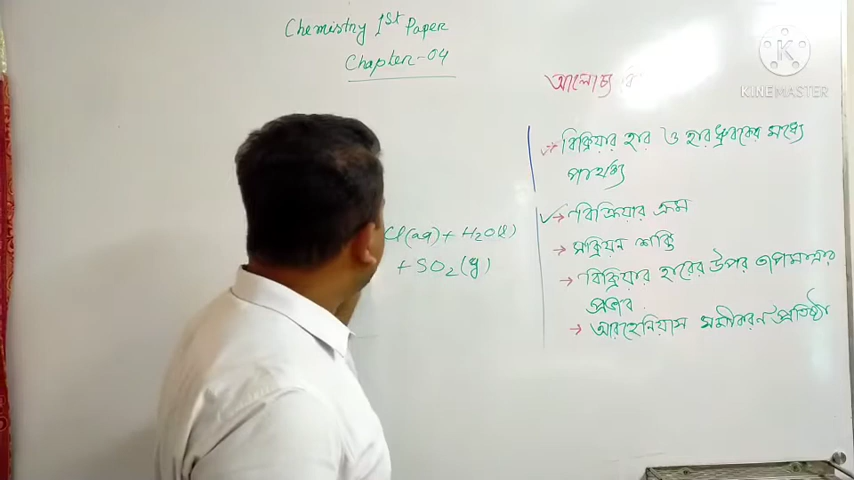 Chemistry 1st Paper
Chapter-04
Cl(aq) + H2O(l)
+ SO2(g)
আলোচ্য বি
→ বিক্রিয়ার হার ও হার ধ্রুবকের মধ্যে
পার্থক্য
→ বিক্রিয়ার ক্রম
→ সক্রিয়ন শক্তি
→ বিক্রিয়ার হারের উপর তাপমাত্রার
প্রভাব
→ আরহেনিয়াস সমীকরণ প্রতিষ্ঠা
K
KINEMASTER